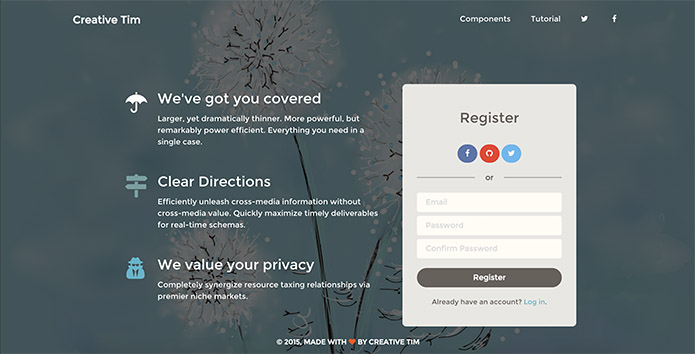 Creative Tim
Components
Tutorial
We've got you covered
Larger, yet dramatically thinner. More powerful, but
remarkably power efficient. Everything you need in a
single case.
Clear Directions
Efficiently unleash cross-media information without
cross-media value. Quickly maximize timely deliverables
for real-time schemas.
We value your privacy
Completely synergize resource taxing relationships via
premier niche markets.
Register
or
Email
Password
Confirm Password
Register
Already have an account? Log in.
© 2015, MADE WITH ❤ BY CREATIVE TIM